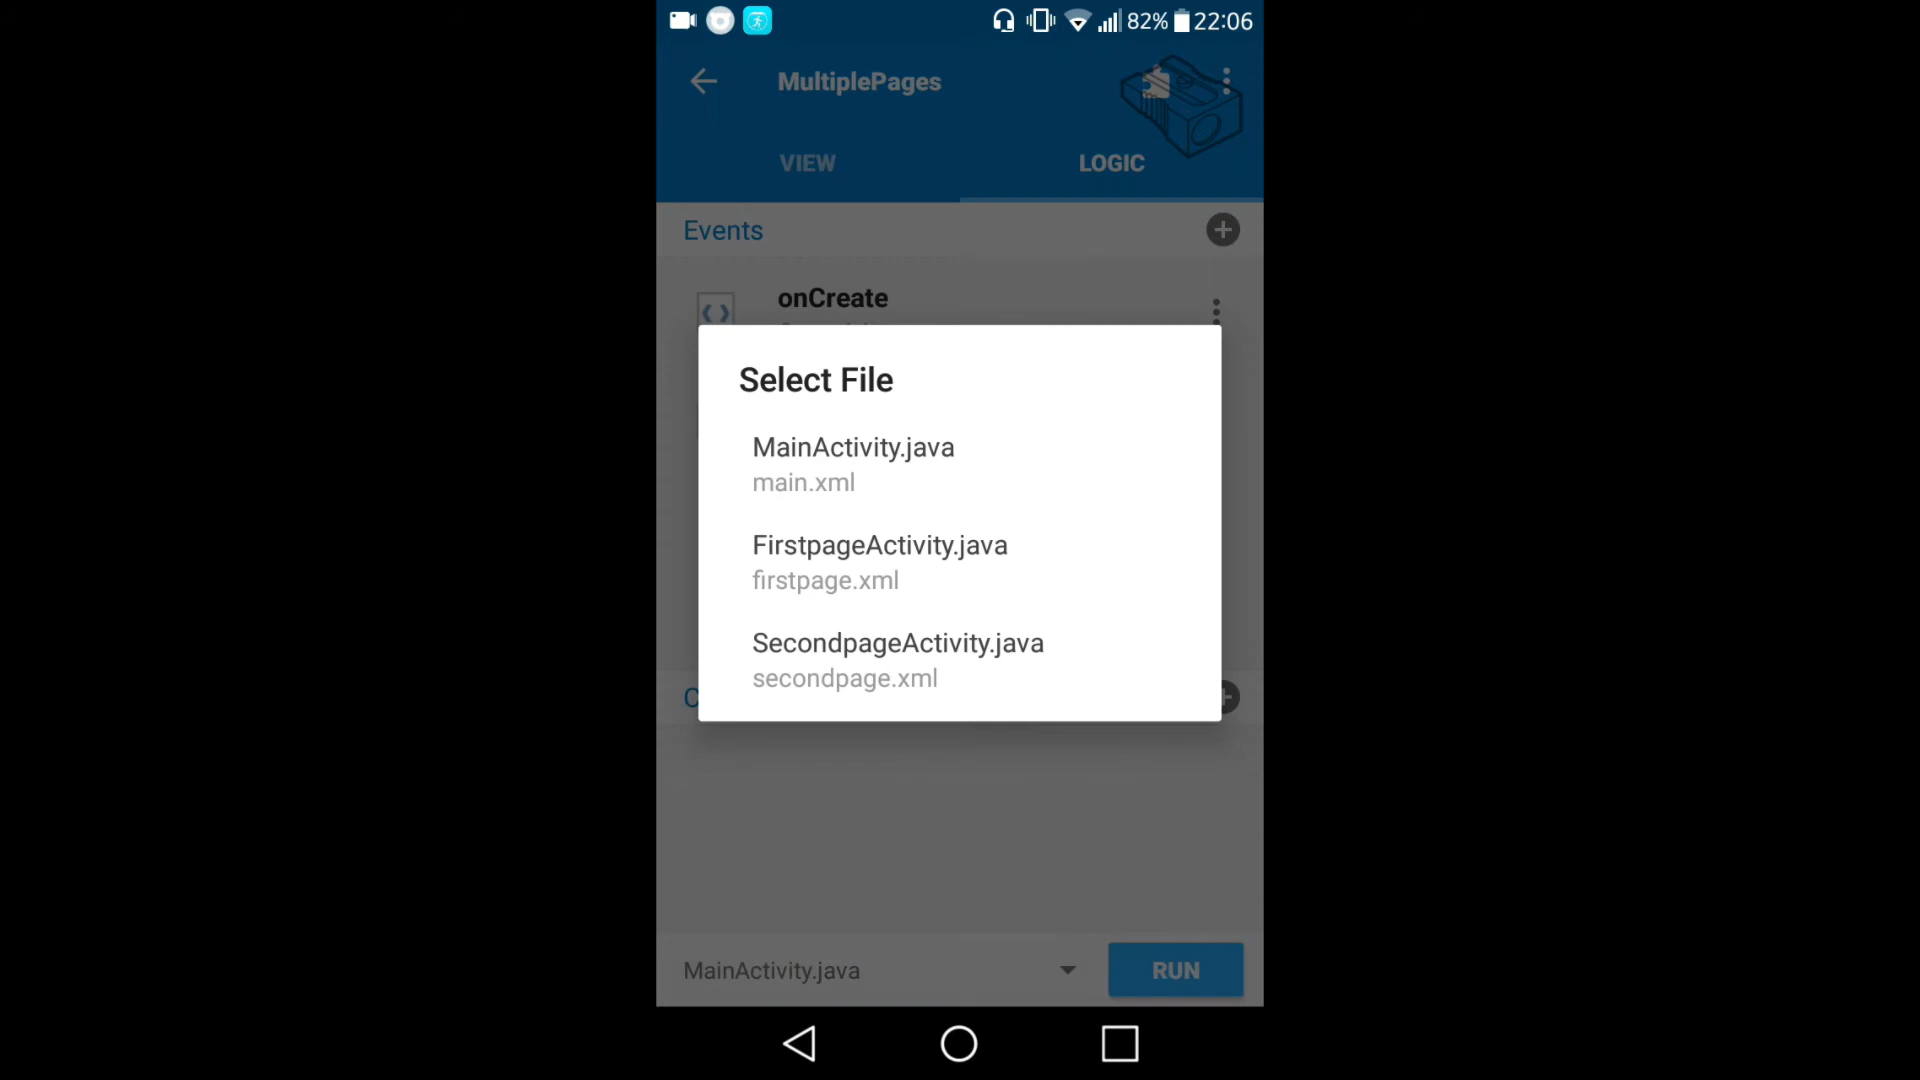 82% 22:06
MultiplePages
VIEW LOGIC
Events
onCreate
Select File
MainActivity.java
main.xml
FirstpageActivity.java
firstpage.xml
SecondpageActivity.java
secondpage.xml
MainActivity.java RUN